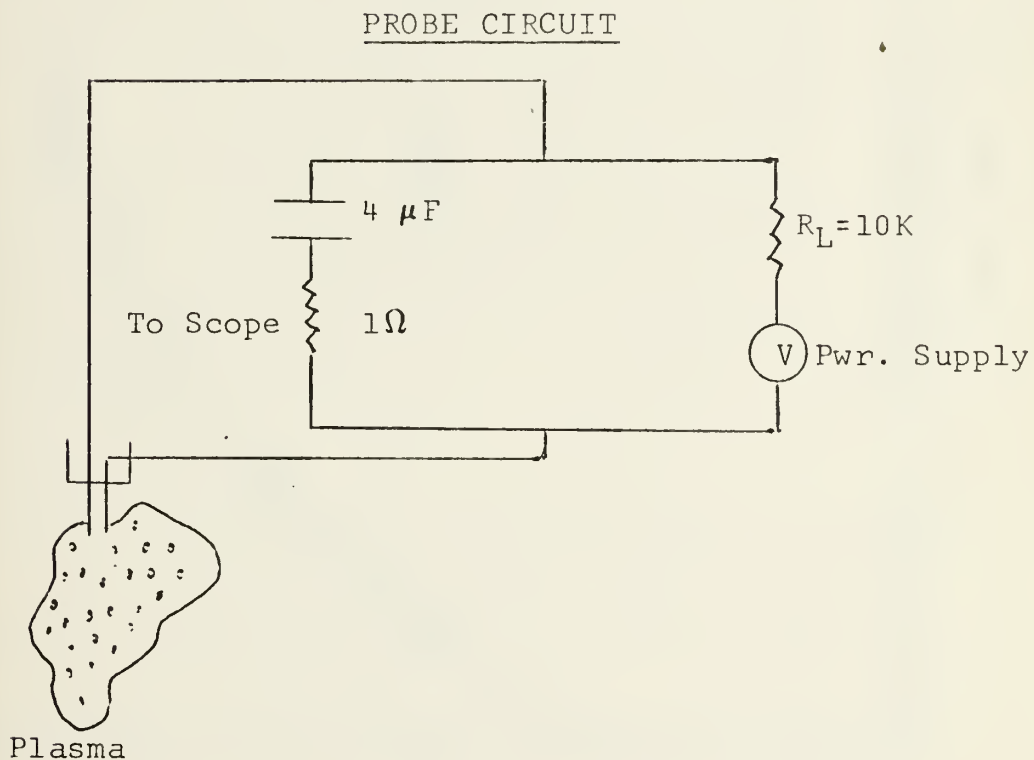 PROBE CIRCUIT
4 μF
R_L=10K
To Scope 1Ω
V Pwr. Supply
Plasma